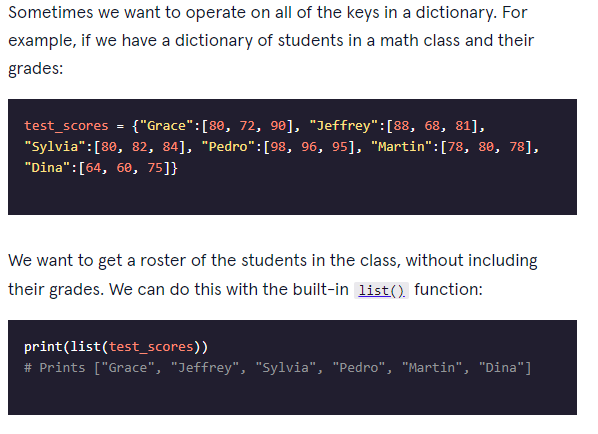 Sometimes we want to operate on all of the keys in a dictionary. For
example, if we have a dictionary of students in a math class and their
grades:
test_scores = {"Grace":[80, 72, 90], "Jeffrey":[88, 68, 81],
"Sylvia":[80, 82, 84], "Pedro":[98, 96, 95], "Martin":[78, 80, 78],
"Dina":[64, 60, 75]}
We want to get a roster of the students in the class, without including
their grades. We can do this with the built-in list() function:
print(list(test_scores))
# Prints ["Grace", "Jeffrey", "Sylvia", "Pedro", "Martin", "Dina"]